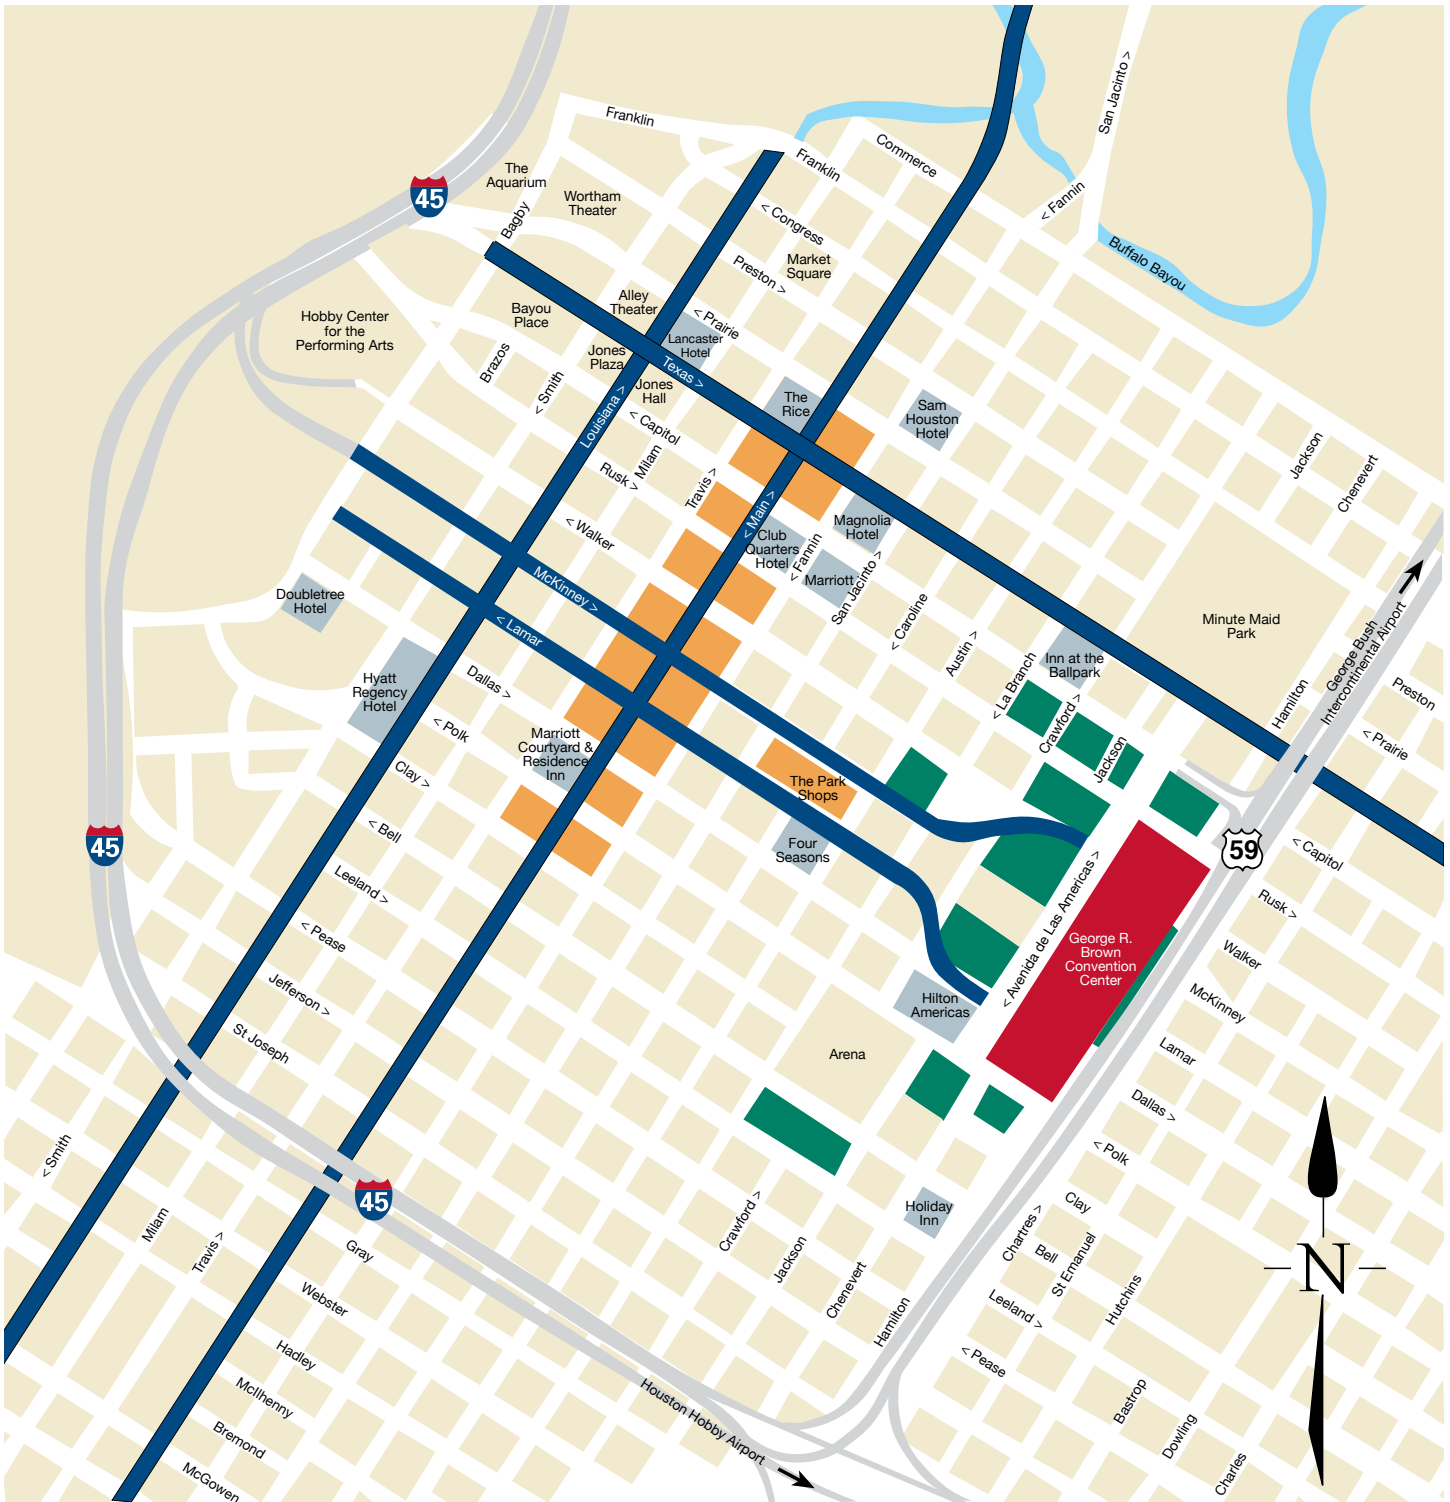 San Jacinto >
Franklin
Franklin
Commerce
The
Aquarium
45
Wortham
Theater
Bagby
< Congress
< Fannin
Market
Square
Preston >
Buffalo Bayou
Alley
Theater
Bayou
Place
Hobby Center
for the
Performing Arts
< Prairie
Lancaster
Hotel
Jones
Plaza
Brazos
Texas >
< Smith
Jones
Hall
Louisiana >
The
Rice
Sam
Houston
Hotel
< Capitol
Jackson
Milam
Rusk >
Chenevert
Travis >
< Main >
< Walker
Magnolia
Hotel
Club
Quarters
Hotel
< Fannin
Marriott
San Jacinto >
McKinney >
Doubletree
Hotel
< Caroline
Minute Maid
Park
< Lamar
Austin >
George Bush
Intercontinental Airport
Inn at the
Ballpark
< La Branch
Dallas >
Hyatt
Regency
Hotel
Hamilton
Preston
< Polk
Crawford >
Marriott
Courtyard &
Residence
Inn
< Prairie
Jackson
Clay >
The Park
Shops
< Bell
45
Four
Seasons
59
< Capitol
Leeland >
< Avenida de Las Americas >
Rusk >
< Pease
George R.
Brown
Convention
Center
Walker
Jefferson >
Hilton
Americas
McKinney
St Joseph
Arena
Lamar
Dallas >
< Smith
< Polk
45
Holiday
Inn
Clay
Crawford >
Milam
Travis >
Chartres >
Gray
Jackson
Bell
St Emanuel
N
Chenevert
Webster
Hamilton
Leeland >
Hutchins
Hadley
< Pease
McIlhenny
Houston Hobby Airport
Bastrop
Bremond
Dowling
McGowen
Charles